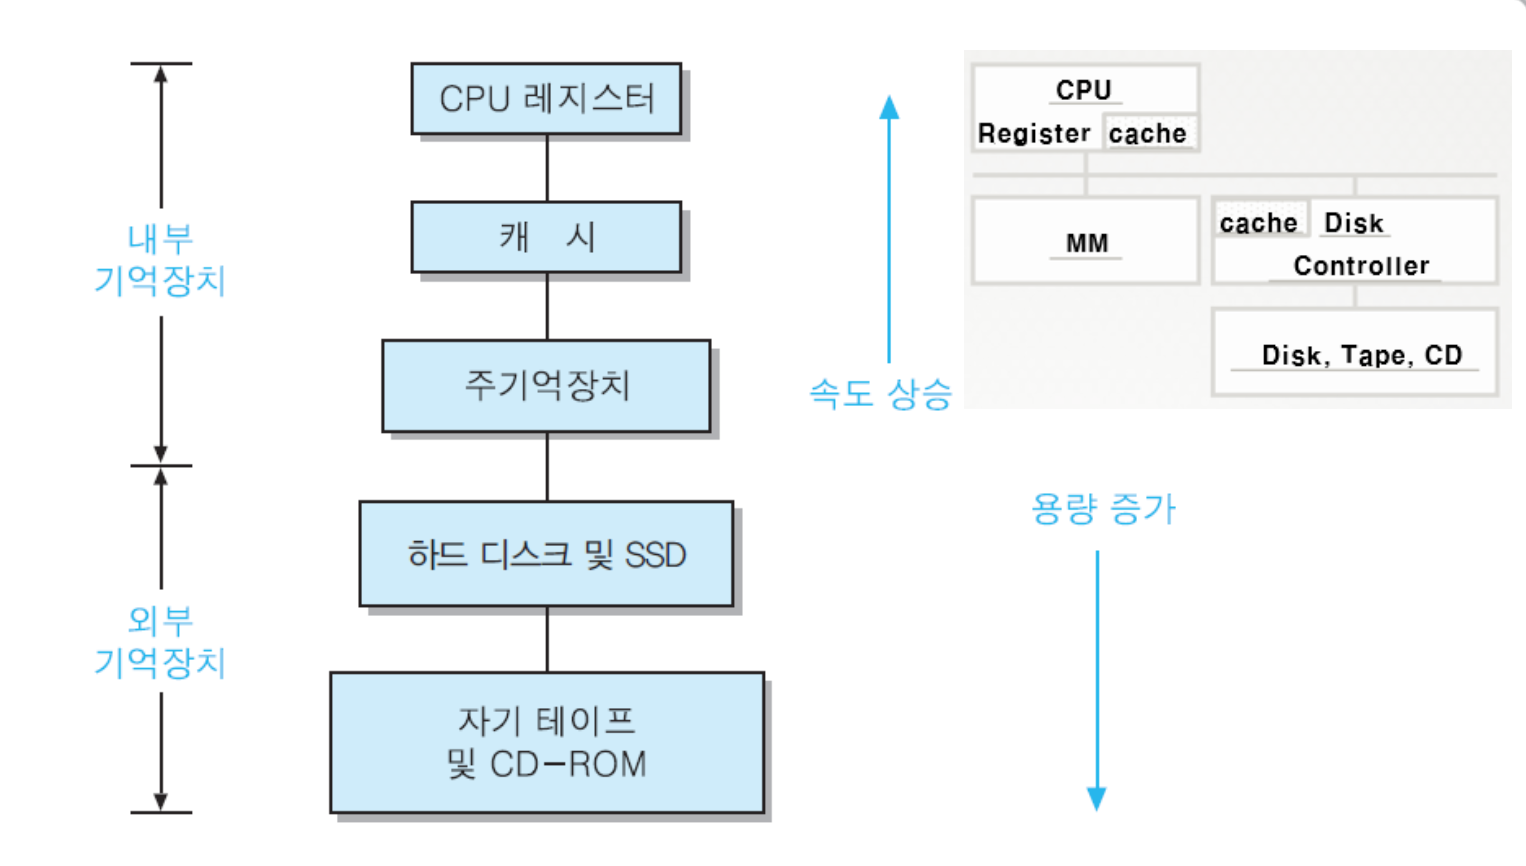 CPU 레지스터
캐 시
주기억장치
하드 디스크 및 SSD
자기 테이프
및 CD-ROM
내부
기억장치
외부
기억장치
속도 상승
용량 증가
CPU
Register cache
MM
cache Disk
Controller
Disk, Tape, CD